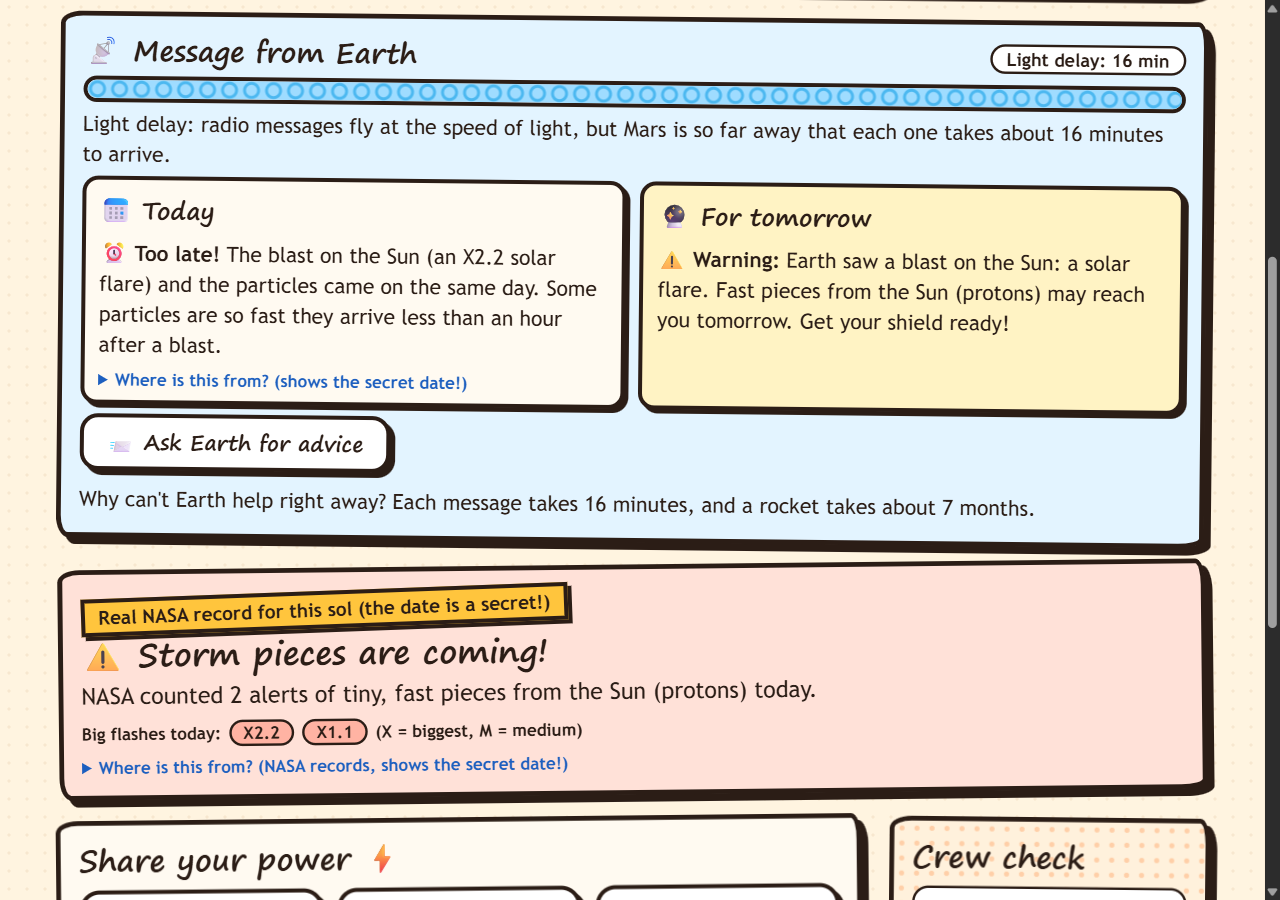 Message from Earth
Light delay: 16 min
Light delay: radio messages fly at the speed of light, but Mars is so far away that each one takes about 16 minutes
to arrive.
Today
Too late! The blast on the Sun (an X2.2 solar
flare) and the particles came on the same day. Some
particles are so fast they arrive less than an hour
after a blast.
Where is this from? (shows the secret date!)
For tomorrow
Warning: Earth saw a blast on the Sun: a solar
flare. Fast pieces from the Sun (protons) may reach
you tomorrow. Get your shield ready!
Ask Earth for advice
Why can't Earth help right away? Each message takes 16 minutes, and a rocket takes about 7 months.
Real NASA record for this sol (the date is a secret!)
Storm pieces are coming!
NASA counted 2 alerts of tiny, fast pieces from the Sun (protons) today.
Big flashes today: X2.2 X1.1 (X = biggest, M = medium)
Where is this from? (NASA records, shows the secret date!)
Share your power
Crew check